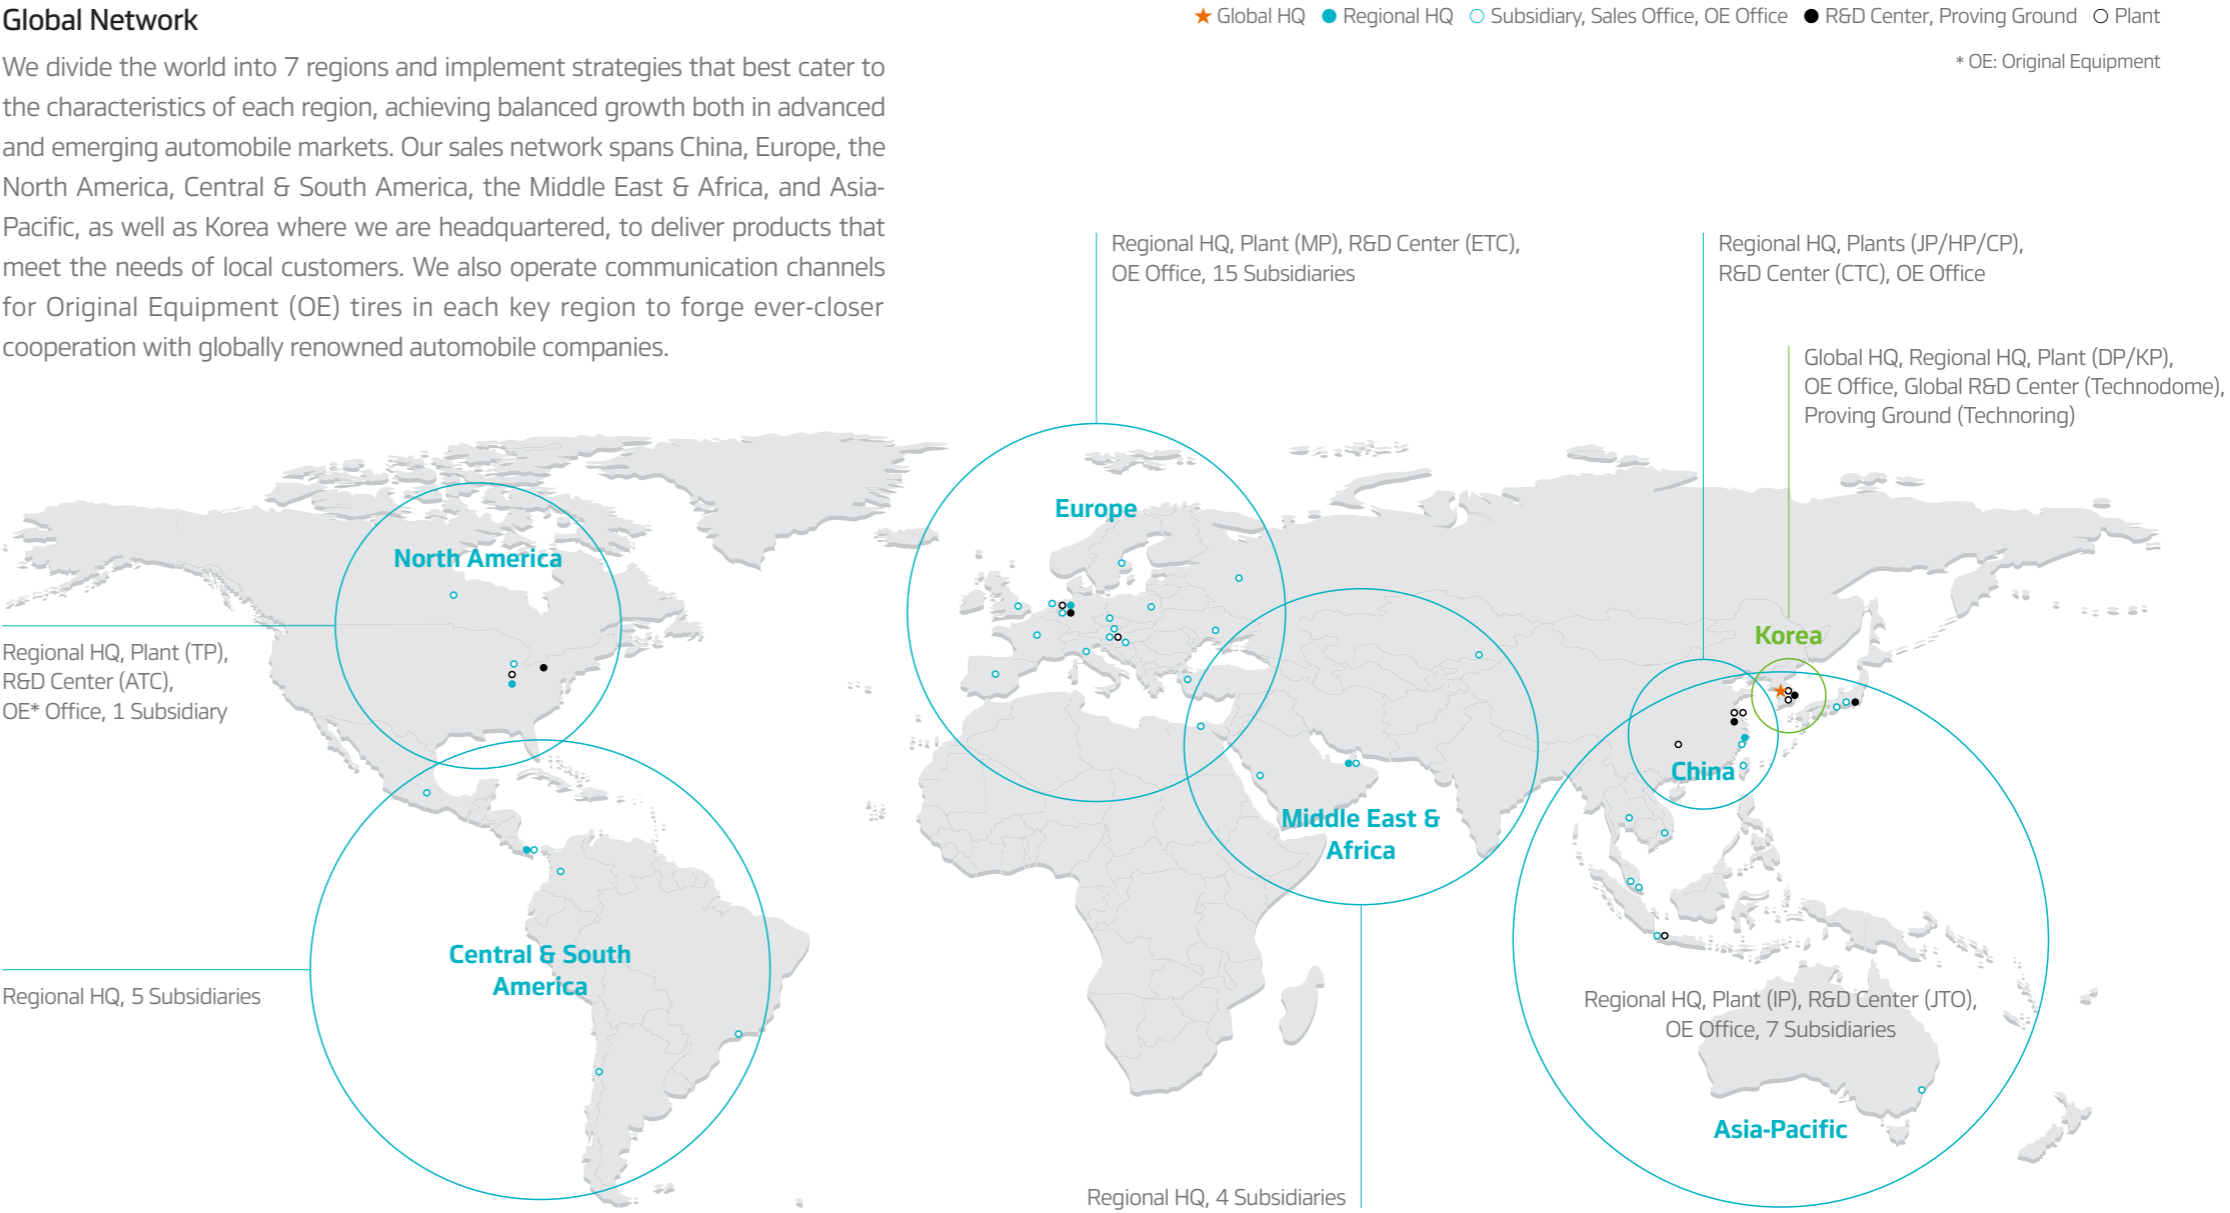 Global Network
★ Global HQ ● Regional HQ ○ Subsidiary, Sales Office, OE Office ● R&D Center, Proving Ground ○ Plant
* OE: Original Equipment
We divide the world into 7 regions and implement strategies that best cater to
the characteristics of each region, achieving balanced growth both in advanced
and emerging automobile markets. Our sales network spans China, Europe, the
North America, Central & South America, the Middle East & Africa, and Asia-
Pacific, as well as Korea where we are headquartered, to deliver products that
meet the needs of local customers. We also operate communication channels
for Original Equipment (OE) tires in each key region to forge ever-closer
cooperation with globally renowned automobile companies.
Regional HQ, Plant (MP), R&D Center (ETC),
OE Office, 15 Subsidiaries
Regional HQ, Plants (JP/HP/CP),
R&D Center (CTC), OE Office
Global HQ, Regional HQ, Plant (DP/KP),
OE Office, Global R&D Center (Technodome),
Proving Ground (Technoring)
Europe
North America
Korea
Regional HQ, Plant (TP),
R&D Center (ATC),
OE* Office, 1 Subsidiary
China
Middle East &
Africa
Central & South
America
Regional HQ, 5 Subsidiaries
Regional HQ, Plant (IP), R&D Center (JTO),
OE Office, 7 Subsidiaries
Asia-Pacific
Regional HQ, 4 Subsidiaries